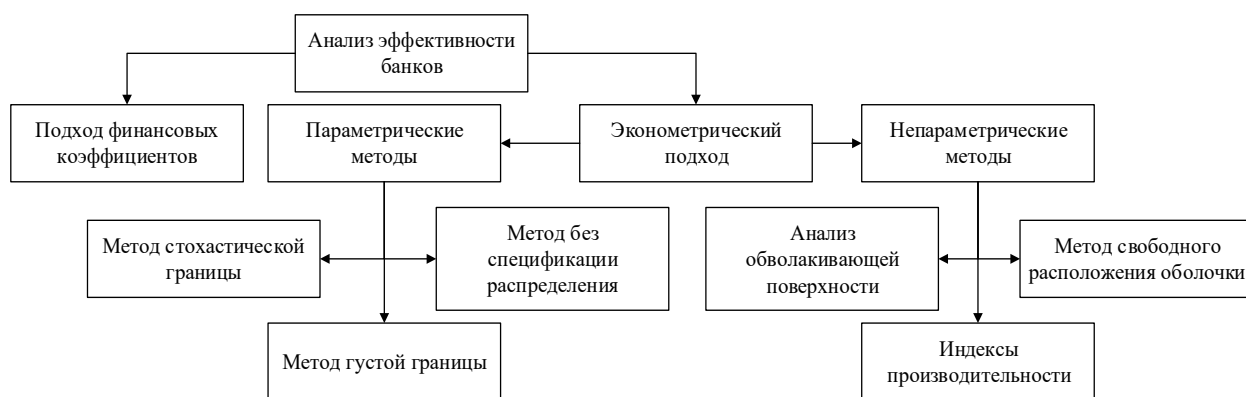 Анализ эффективности
банков
Подход финансовых
коэффициентов
Параметрические
методы
Эконометрический
подход
Непараметрические
методы
Метод стохастической
границы
Метод без
спецификации
распределения
Анализ
обволакивающей
поверхности
Метод свободного
расположения оболочки
Метод густой границы
Индексы
производительности